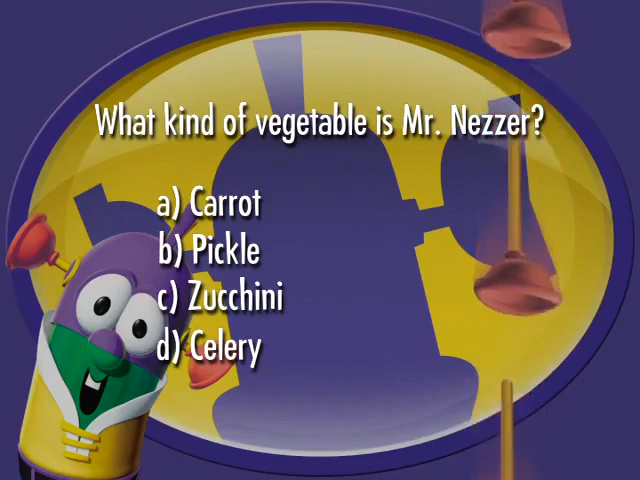 What kind of vegetable is Mr. Nezzer?
a) Carrot
b) Pickle
c) Zucchini
d) Celery